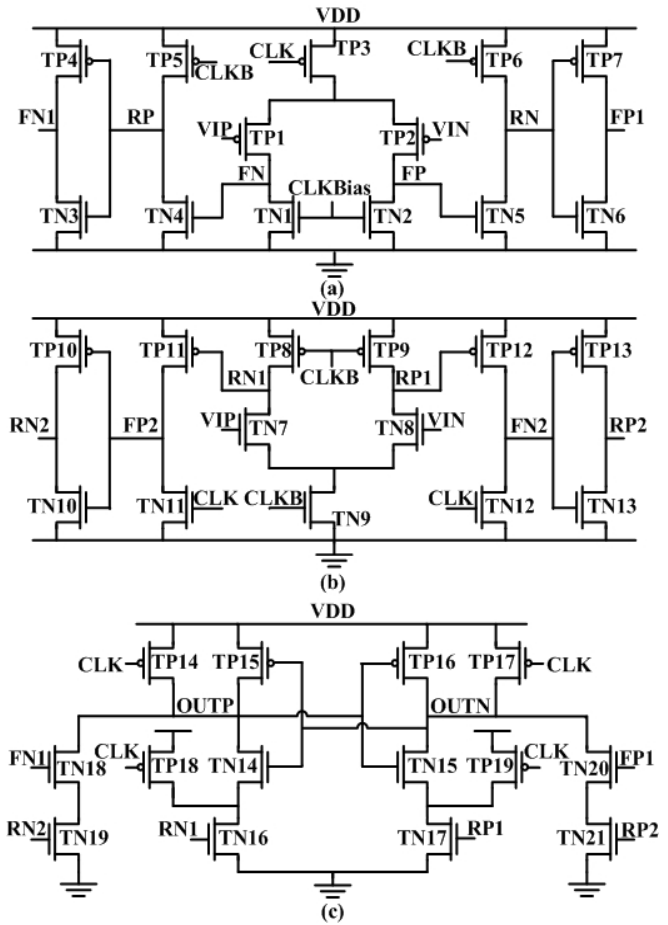 VDD
TP4 TP5 CLKB CLK TP3 CLKB TP6 TP7
FN1 RP VIP TP1 TP2 VIN RN FP1
FN CLKBias FP
TN3 TN4 TN1 TN2 TN5 TN6
(a)
VDD
TP10 TP11 TP8 TP9 TP12 TP13
RN1 CLKB RP1
RN2 FP2 VIP TN7 TN8 VIN FN2 RP2
TN10 TN11 CLK CLKB TN9 CLK TN12 TN13
(b)
VDD
CLK TP14 TP15 TP16 TP17 CLK
OUTP OUTN
FN1 TN18 CLK TP18 TN14 TN15 TP19 CLK TN20 FP1
RN2 TN19 RN1 TN16 TN17 RP1 TN21 RP2
(c)